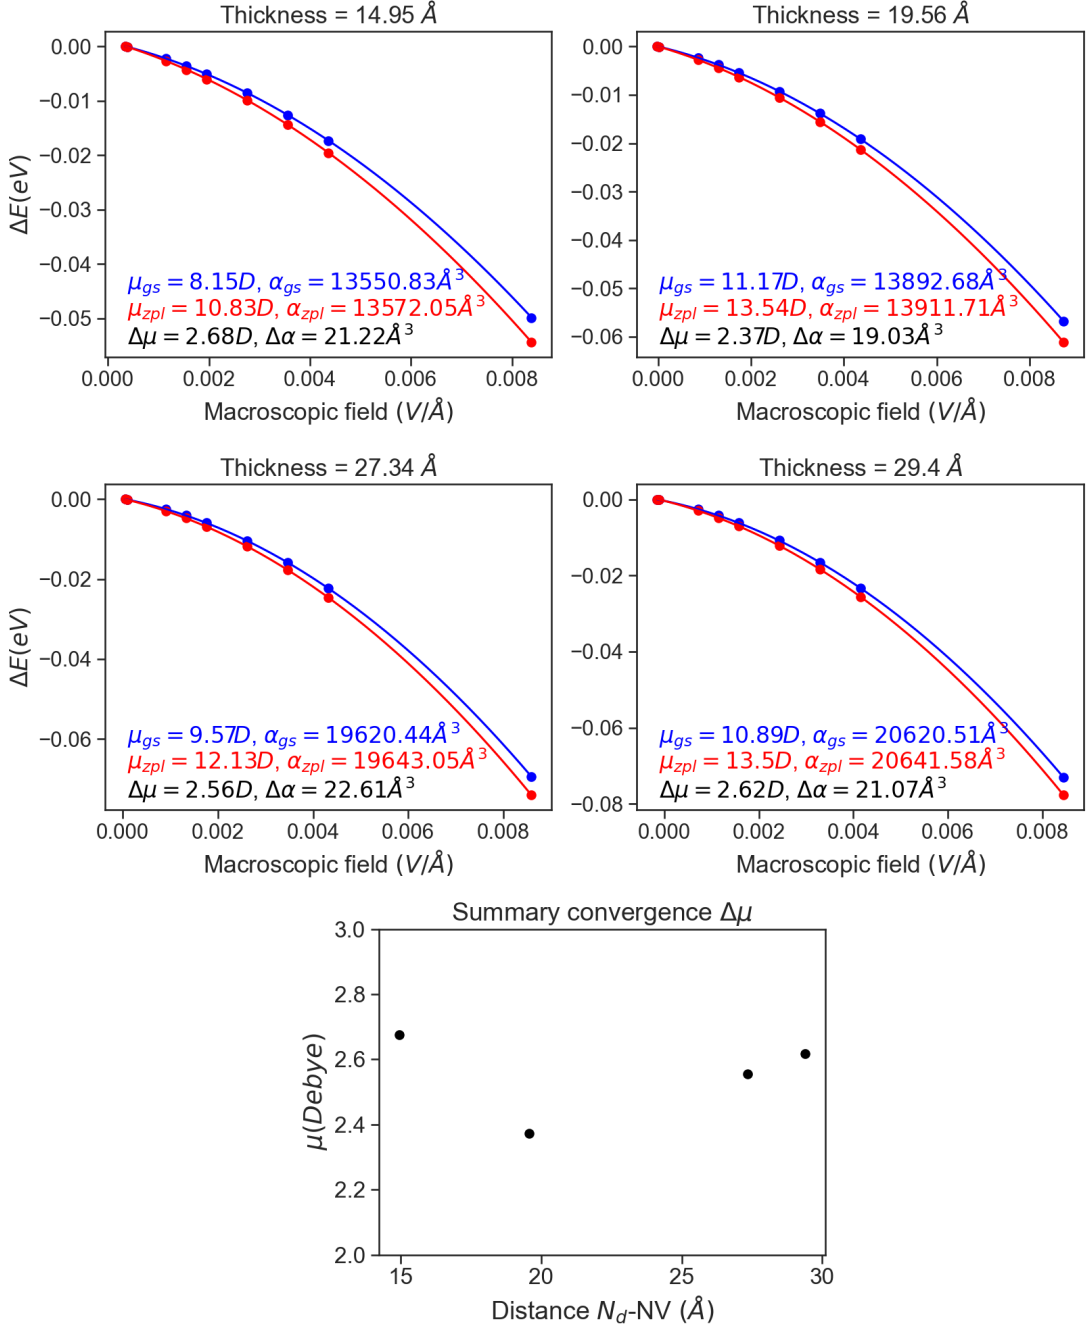 Thickness = 14.95 Å
0.00
−0.01
−0.02
−0.03
−0.04
−0.05
ΔE(eV)
μgs = 8.15D, αgs = 13550.83Å³
μzpl = 10.83D, αzpl = 13572.05Å³
Δμ = 2.68D, Δα = 21.22Å³
0.000 0.002 0.004 0.006 0.008
Macroscopic field (V/Å)
Thickness = 19.56 Å
0.00
−0.01
−0.02
−0.03
−0.04
−0.05
−0.06
μgs = 11.17D, αgs = 13892.68Å³
μzpl = 13.54D, αzpl = 13911.71Å³
Δμ = 2.37D, Δα = 19.03Å³
0.000 0.002 0.004 0.006 0.008
Macroscopic field (V/Å)
Thickness = 27.34 Å
0.00
−0.02
−0.04
−0.06
ΔE(eV)
μgs = 9.57D, αgs = 19620.44Å³
μzpl = 12.13D, αzpl = 19643.05Å³
Δμ = 2.56D, Δα = 22.61Å³
0.000 0.002 0.004 0.006 0.008
Macroscopic field (V/Å)
Thickness = 29.4 Å
0.00
−0.02
−0.04
−0.06
−0.08
μgs = 10.89D, αgs = 20620.51Å³
μzpl = 13.5D, αzpl = 20641.58Å³
Δμ = 2.62D, Δα = 21.07Å³
0.000 0.002 0.004 0.006 0.008
Macroscopic field (V/Å)
Summary convergence Δμ
3.0
2.8
2.6
2.4
2.2
2.0
μ(Debye)
15 20 25 30
Distance Nd-NV (Å)